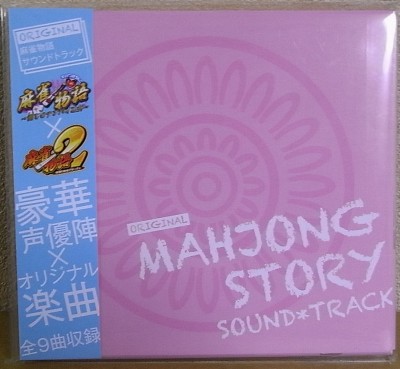 ORIGINAL
麻雀物語
サウンドトラック
麻雀物語
×
麻雀物語2
豪華
声優陣
×
オリジナル
楽曲
全9曲収録
ORIGINAL
MAHJONG
STORY
SOUND*TRACK